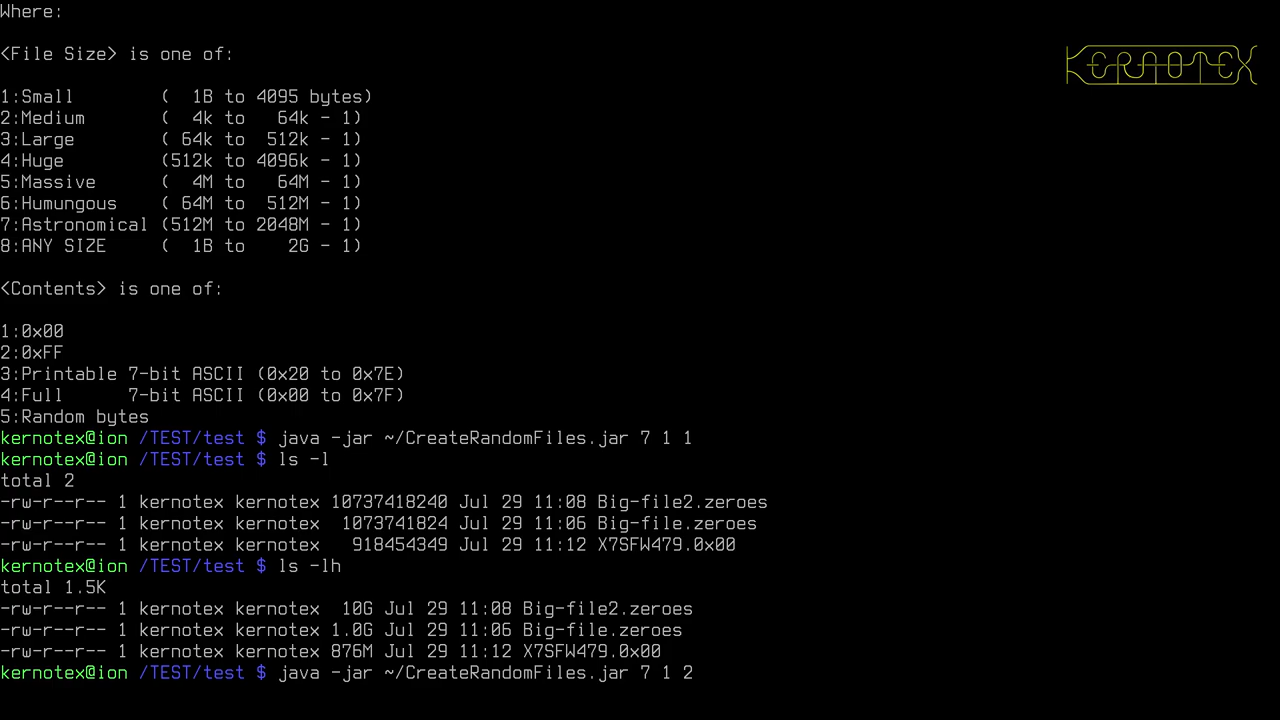 Where:
<File Size> is one of:
KERNOTEX
1:Small        (  1B to 4095 bytes)
2:Medium       (  4k to   64k - 1)
3:Large        ( 64k to  512k - 1)
4:Huge         (512k to 4096k - 1)
5:Massive      (  4M to   64M - 1)
6:Humungous    ( 64M to  512M - 1)
7:Astronomical (512M to 2048M - 1)
8:ANY SIZE     (  1B to    2G - 1)
<Contents> is one of:
1:0x00
2:0xFF
3:Printable 7-bit ASCII (0x20 to 0x7E)
4:Full      7-bit ASCII (0x00 to 0x7F)
5:Random bytes
kernotex@ion /TEST/test $ java -jar ~/CreateRandomFiles.jar 7 1 1
kernotex@ion /TEST/test $ ls -l
total 2
-rw-r--r-- 1 kernotex kernotex 10737418240 Jul 29 11:08 Big-file2.zeroes
-rw-r--r-- 1 kernotex kernotex  1073741824 Jul 29 11:06 Big-file.zeroes
-rw-r--r-- 1 kernotex kernotex   918454349 Jul 29 11:12 X7SFW479.0x00
kernotex@ion /TEST/test $ ls -lh
total 1.5K
-rw-r--r-- 1 kernotex kernotex  10G Jul 29 11:08 Big-file2.zeroes
-rw-r--r-- 1 kernotex kernotex 1.0G Jul 29 11:06 Big-file.zeroes
-rw-r--r-- 1 kernotex kernotex 876M Jul 29 11:12 X7SFW479.0x00
kernotex@ion /TEST/test $ java -jar ~/CreateRandomFiles.jar 7 1 2